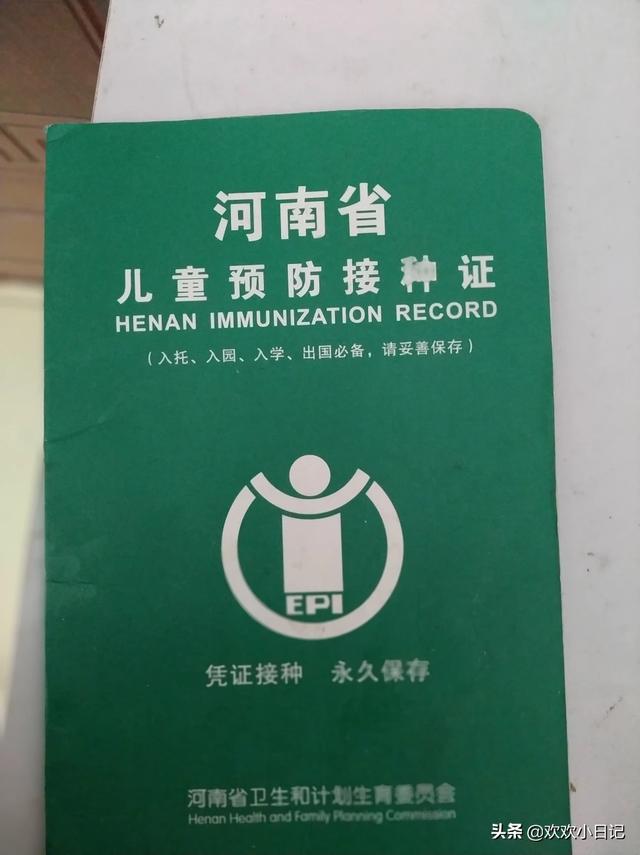 河南省
儿童预防接种证
HENAN IMMUNIZATION RECORD
（入托、入园、入学、出国必备，请妥善保存）
EPI
凭证接种 永久保存
河南省卫生和计划生育委员会
Henan Health and Family Planning Commission
头条 @欢欢小日记